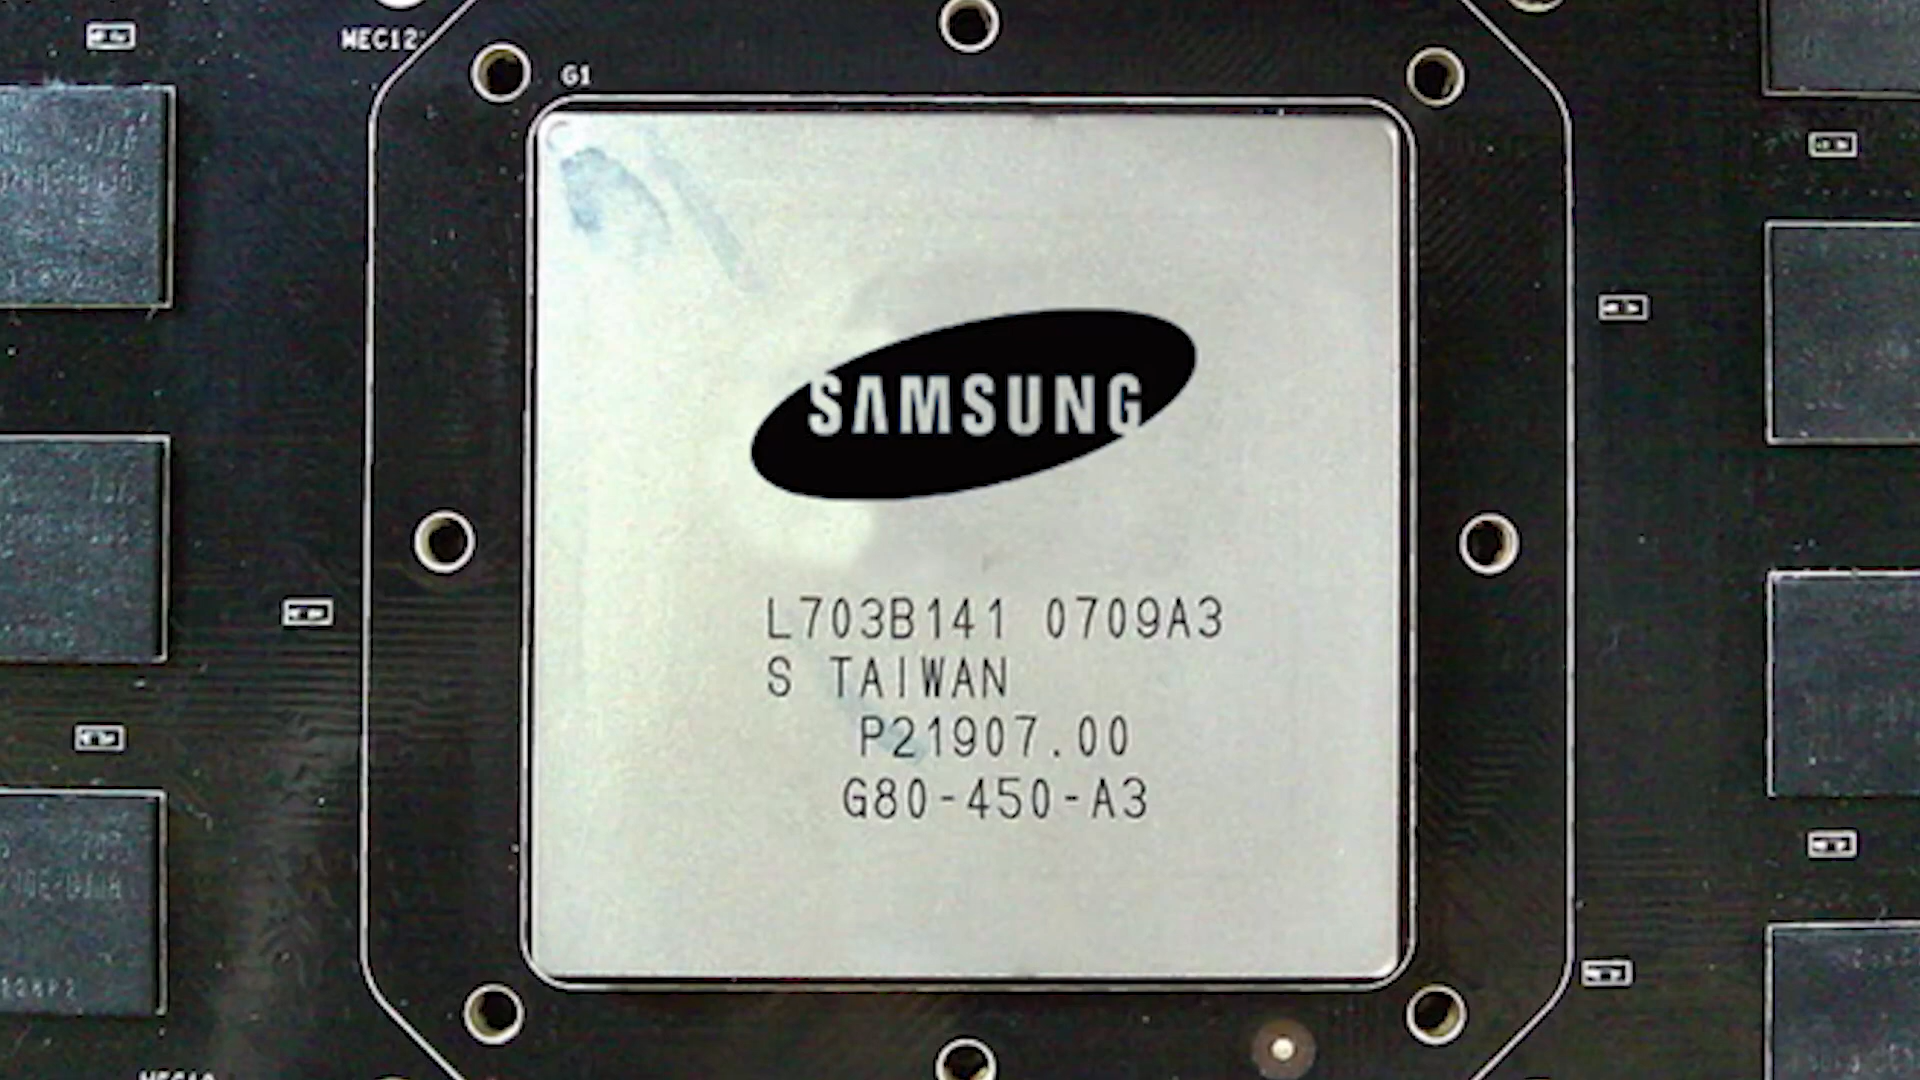 MEC12
G1
SAMSUNG
L703B141 0709A3
S TAIWAN
P21907.00
G80-450-A3